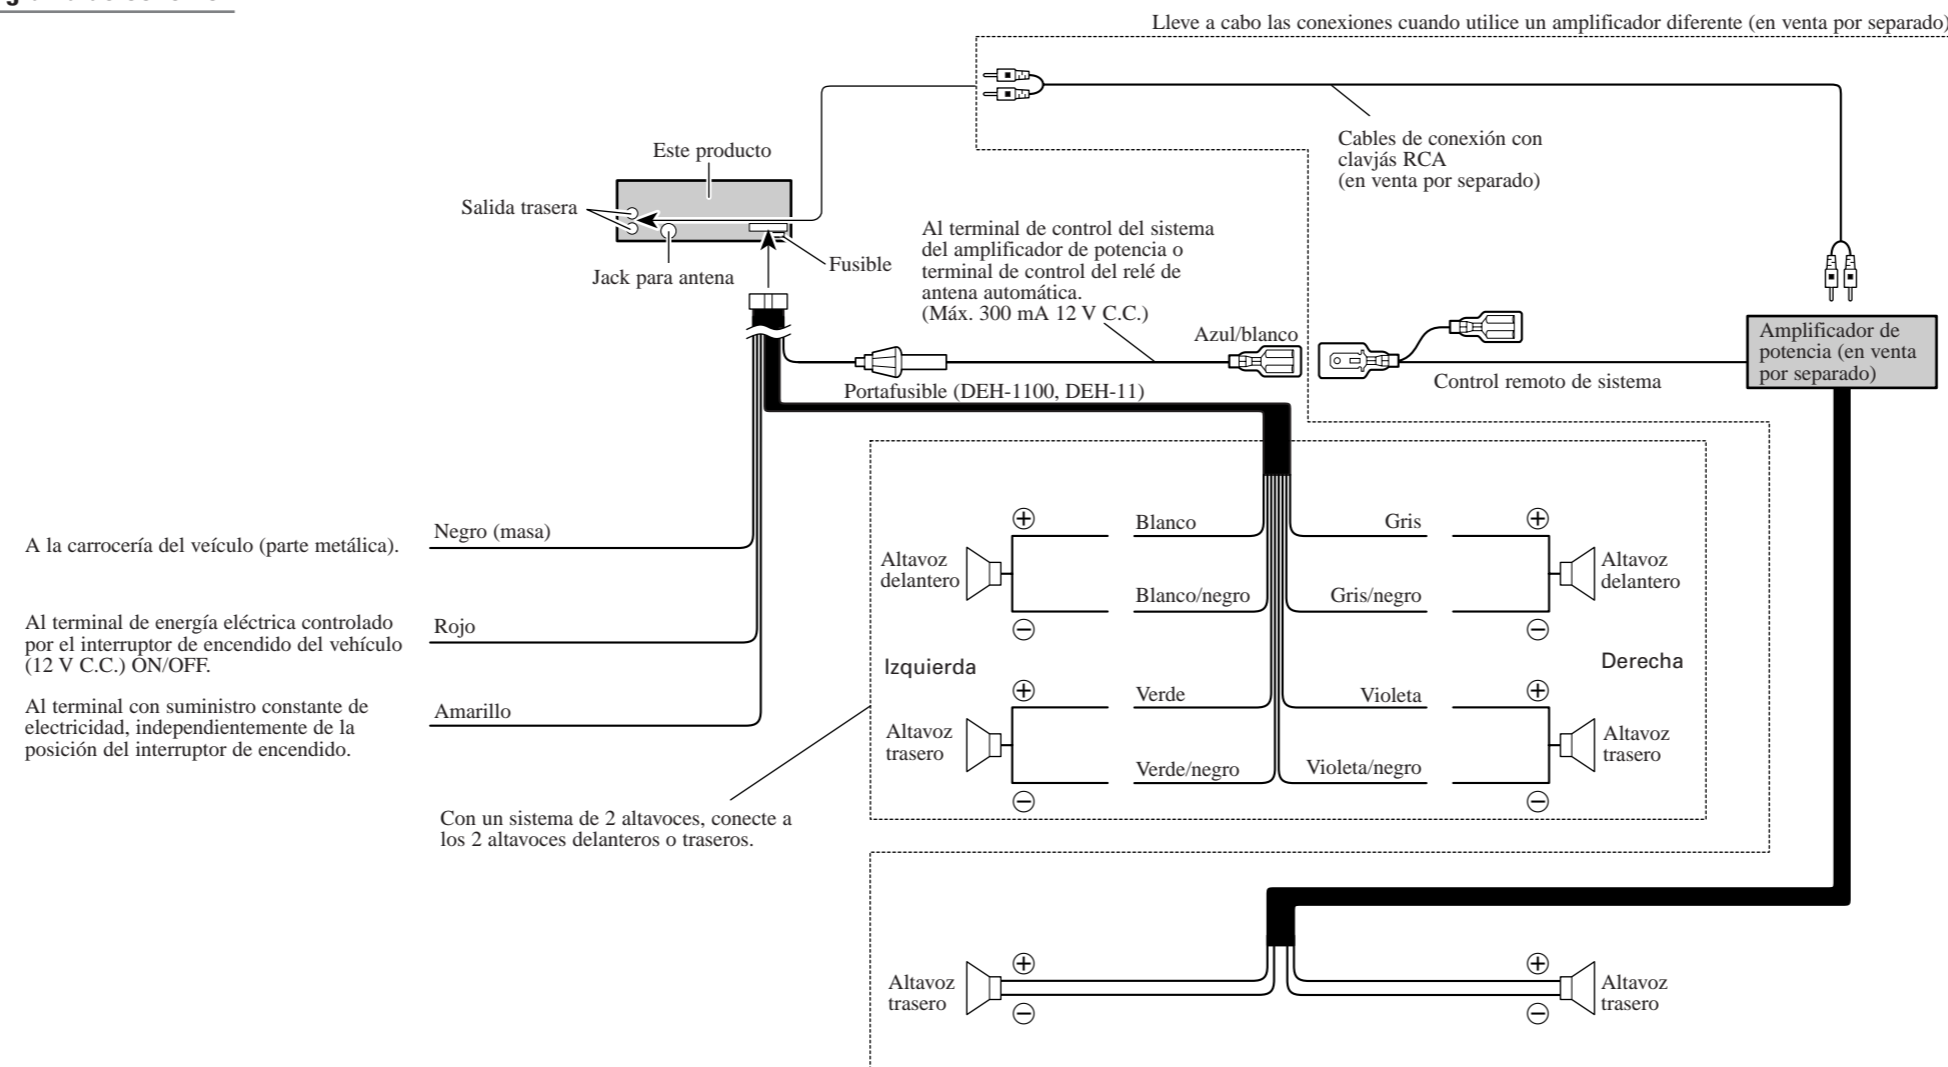 Lleve a cabo las conexiones cuando utilice un amplificador diferente (en venta por separado)
Este producto
Salida trasera
Jack para antena
Fusible
Cables de conexión con
clavjás RCA
(en venta por separado)
Al terminal de control del sistema
del amplificador de potencia o
terminal de control del relé de
antena automática.
(Máx. 300 mA 12 V C.C.)
Azul/blanco
Portafusible (DEH-1100, DEH-11)
Control remoto de sistema
Amplificador de
potencia (en venta
por separado)
A la carrocería del veículo (parte metálica).
Negro (masa)
Al terminal de energía eléctrica controlado
por el interruptor de encendido del vehículo
(12 V C.C.) ON/OFF.
Rojo
Al terminal con suministro constante de
electricidad, independientemente de la
posición del interruptor de encendido.
Amarillo
Altavoz
delantero
+
−
Blanco
Blanco/negro
Gris
Gris/negro
+
−
Altavoz
delantero
Izquierda
Derecha
Altavoz
trasero
+
−
Verde
Verde/negro
Violeta
Violeta/negro
+
−
Altavoz
trasero
Con un sistema de 2 altavoces, conecte a
los 2 altavoces delanteros o traseros.
Altavoz
trasero
+
−
+
−
Altavoz
trasero